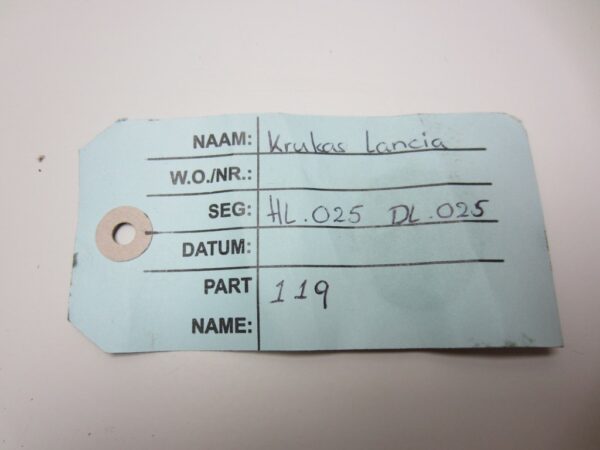 NAAM: Krukas Lancia
W.O./NR.:
SEG: HL.025 DL.025
DATUM:
PART 119
NAME: